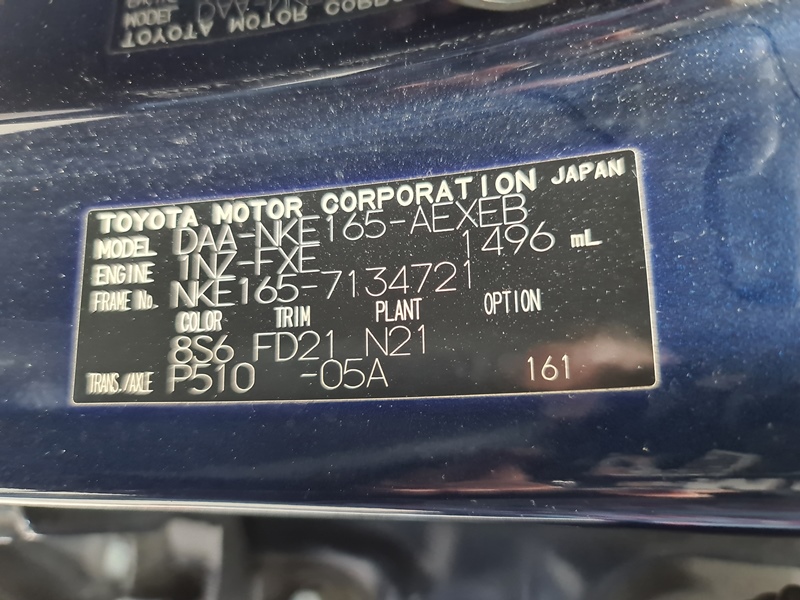 TOYOTA MOTOR CORPORATION JAPAN
MODEL DAA-NKE165-AEXEB
ENGINE 1NZ-FXE 1496 mL
FRAME No. NKE165-7134721
COLOR TRIM PLANT OPTION
8S6 FD21 N21
TRANS./AXLE P510 -05A 161